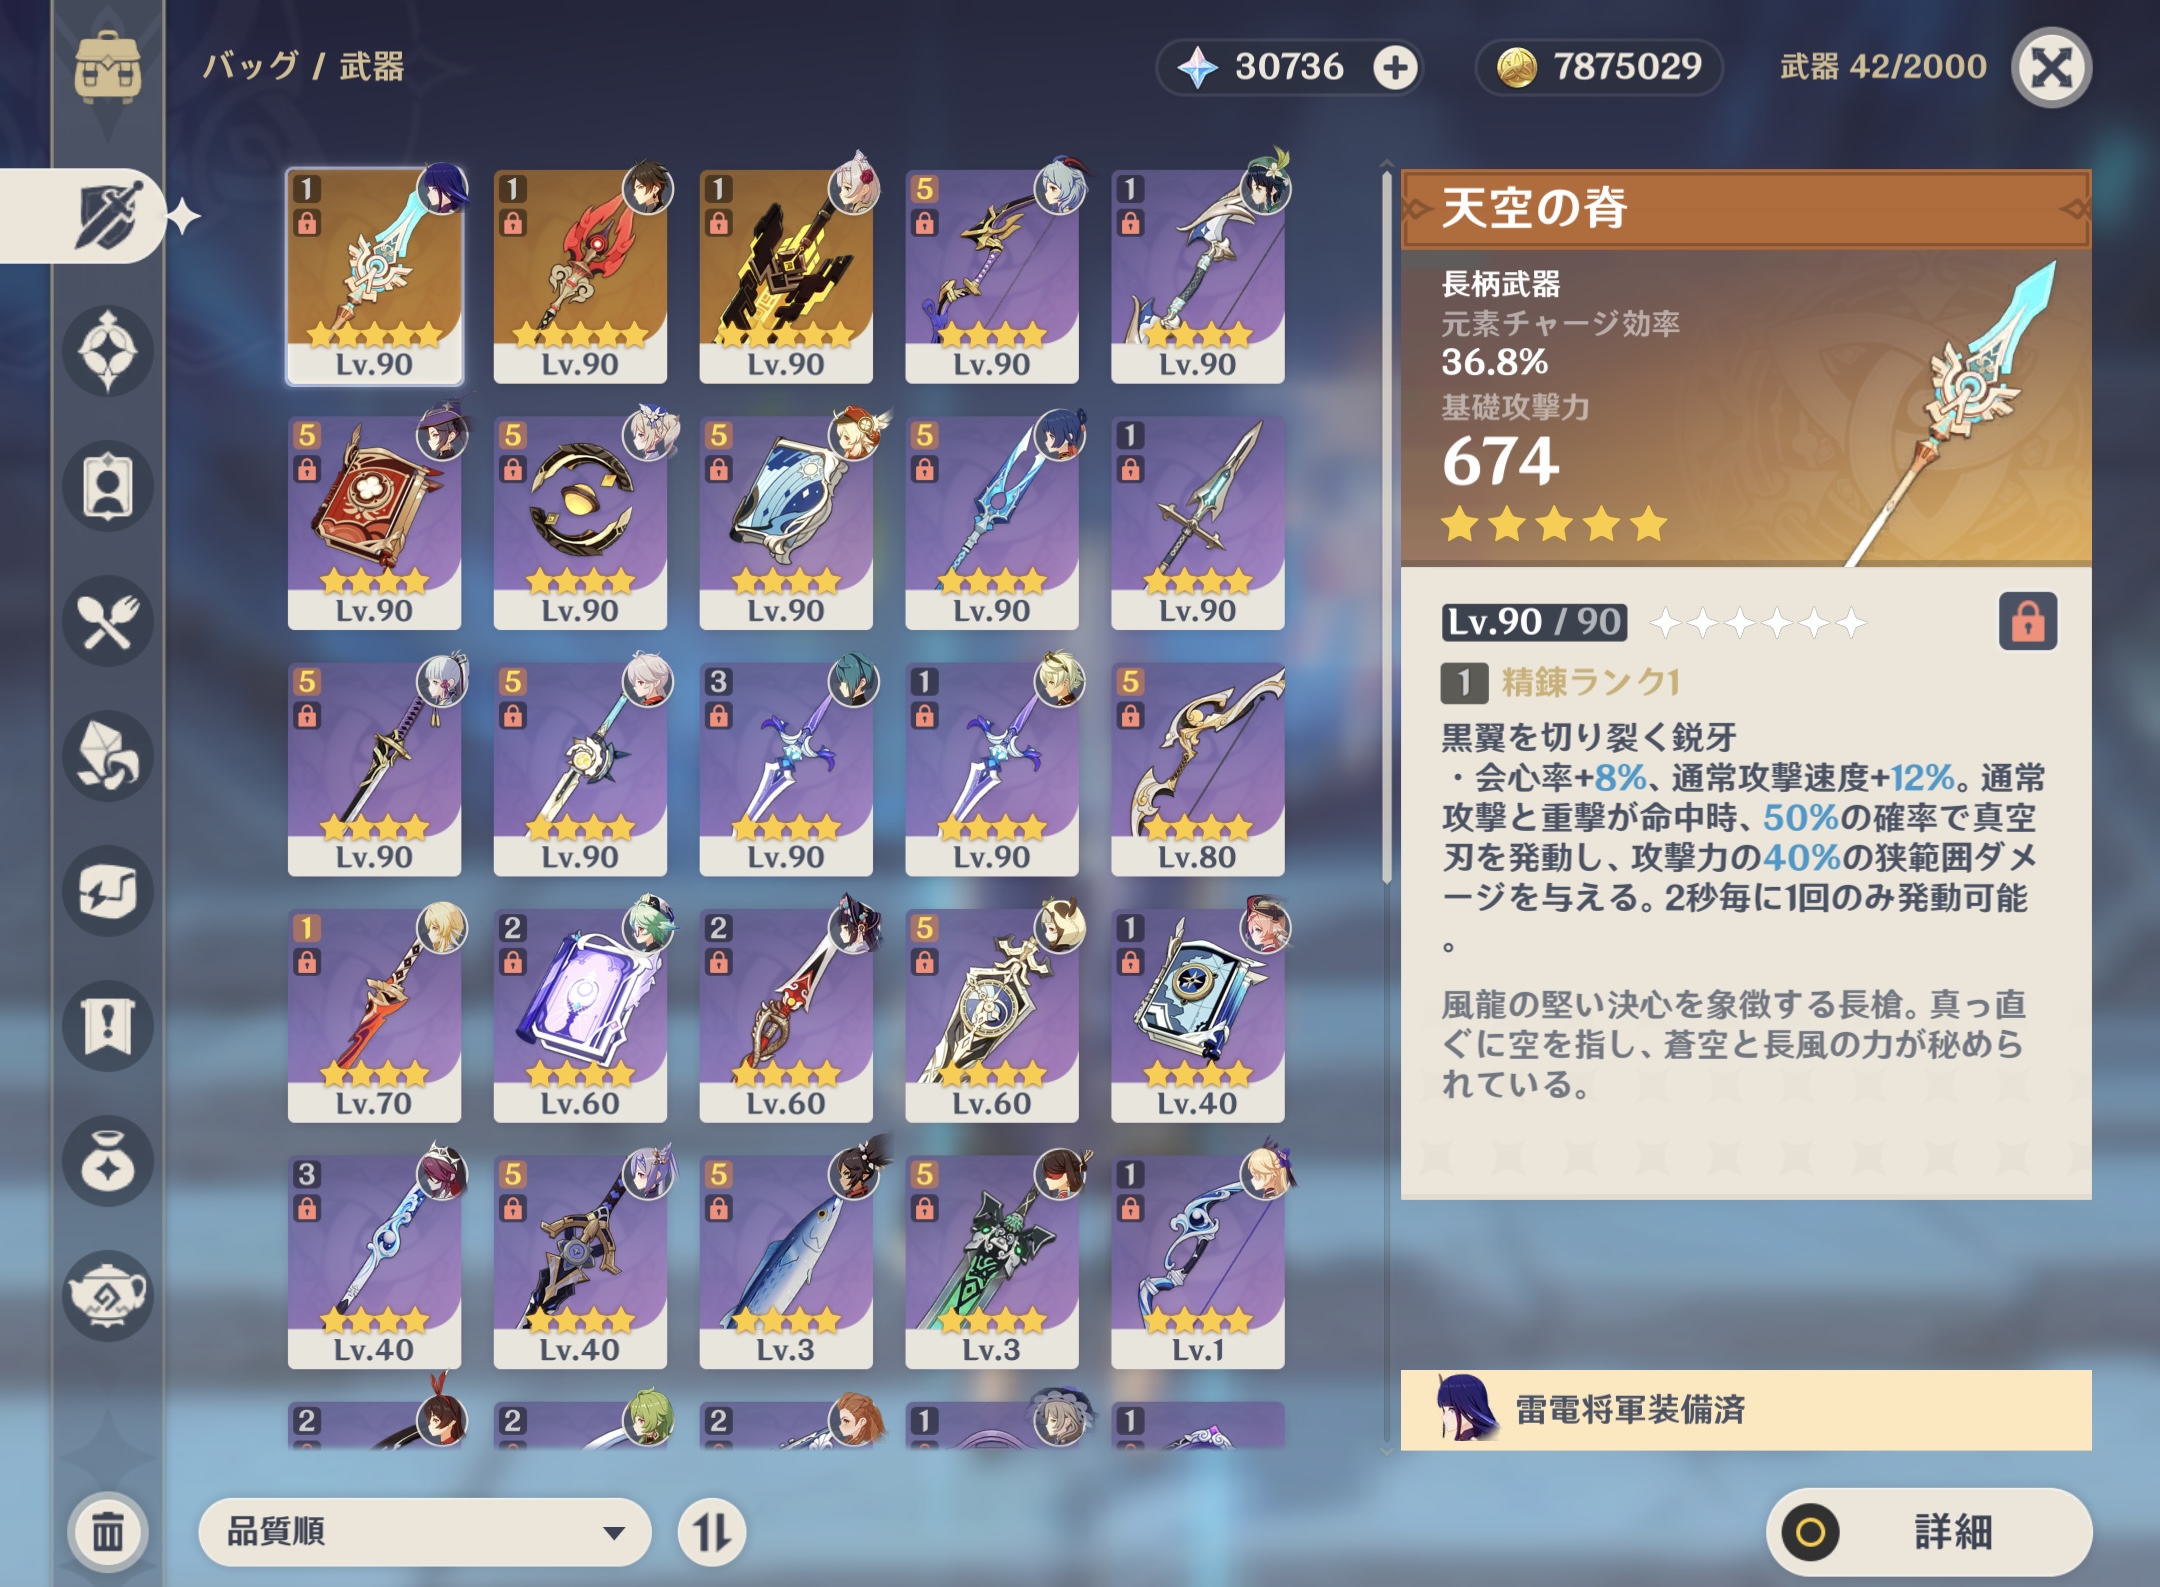 バッグ / 武器
30736
7875029
武器 42/2000
1
1
1
5
1
Lv.90
Lv.90
Lv.90
Lv.90
Lv.90
5
5
5
5
1
Lv.90
Lv.90
Lv.90
Lv.90
Lv.90
5
5
3
1
5
Lv.90
Lv.90
Lv.90
Lv.90
Lv.80
1
2
2
5
1
Lv.70
Lv.60
Lv.60
Lv.60
Lv.40
3
5
5
5
1
Lv.40
Lv.40
Lv.3
Lv.3
Lv.1
2
2
2
1
1
品質順
天空の脊
長柄武器
元素チャージ効率
36.8%
基礎攻撃力
674
Lv.90 / 90
1 精錬ランク1
黒翼を切り裂く鋭牙
・会心率+8%、通常攻撃速度+12%。通常
攻撃と重撃が命中時、50%の確率で真空
刃を発動し、攻撃力の40%の狭範囲ダメ
ージを与える。2秒毎に1回のみ発動可能
。
風龍の堅い決心を象徴する長槍。真っ直
ぐに空を指し、蒼空と長風の力が秘めら
れている。
雷電将軍装備済
詳細